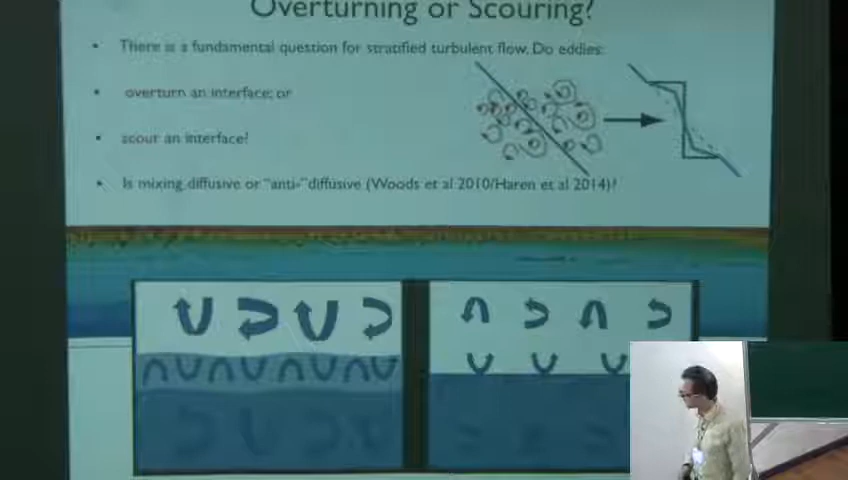 Overturning or Scouring?
• There is a fundamental question for stratified turbulent flow. Do eddies:
• overturn an interface; or
• scour an interface?
• Is mixing diffusive or "anti-"diffusive (Woods et al 2010/Haren et al 2014)?